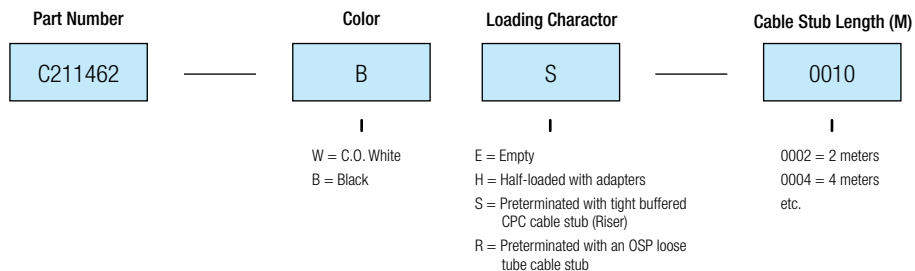 Part Number
Color
Loading Charactor
Cable Stub Length (M)
C211462
B
S
0010
W = C.O. White
B = Black
E = Empty
H = Half-loaded with adapters
S = Preterminated with tight buffered
CPC cable stub (Riser)
R = Preterminated with an OSP loose
tube cable stub
0002 = 2 meters
0004 = 4 meters
etc.